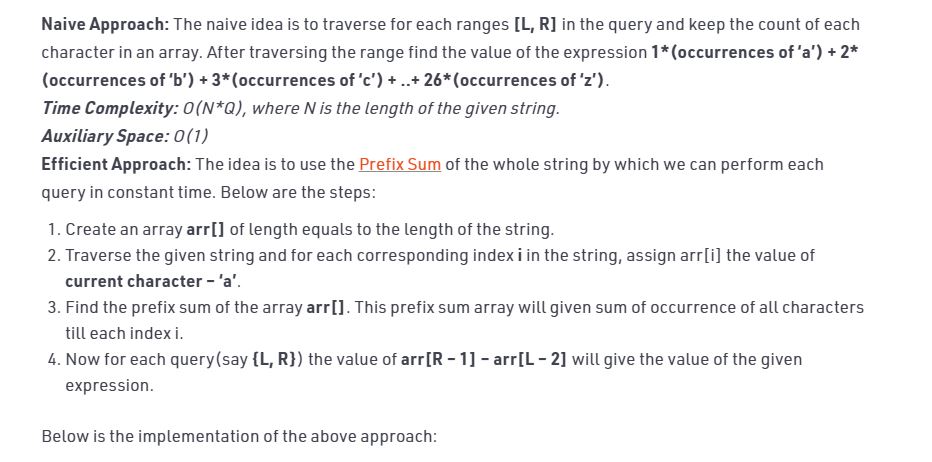 Naive Approach: The naive idea is to traverse for each ranges [L, R] in the query and keep the count of each
character in an array. After traversing the range find the value of the expression 1*(occurrences of ‘a’) + 2*
(occurrences of ‘b’) + 3*(occurrences of ‘c’) + ..+ 26*(occurrences of ‘z’).
Time Complexity: O(N*Q), where N is the length of the given string.
Auxiliary Space: O(1)
Efficient Approach: The idea is to use the Prefix Sum of the whole string by which we can perform each
query in constant time. Below are the steps:
1. Create an array arr[] of length equals to the length of the string.
2. Traverse the given string and for each corresponding index i in the string, assign arr[i] the value of
current character – ‘a’.
3. Find the prefix sum of the array arr[]. This prefix sum array will given sum of occurrence of all characters
till each index i.
4. Now for each query(say {L, R}) the value of arr[R – 1] – arr[L – 2] will give the value of the given
expression.
Below is the implementation of the above approach: